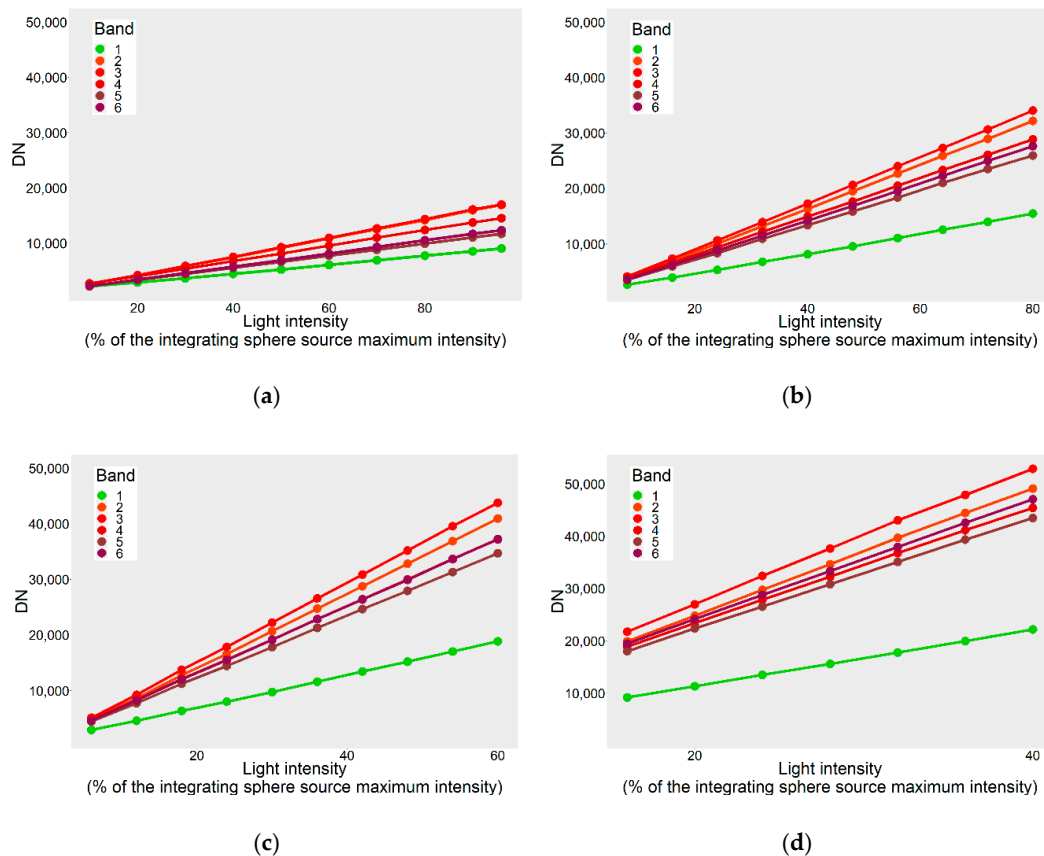 50,000
40,000
30,000
20,000
10,000
DN
Band
1
2
3
4
5
6
20
40
60
80
Light intensity
(% of the integrating sphere source maximum intensity)
(a)
50,000
40,000
30,000
20,000
10,000
DN
Band
1
2
3
4
5
6
20
40
60
80
Light intensity
(% of the integrating sphere source maximum intensity)
(b)
50,000
40,000
30,000
20,000
10,000
DN
Band
1
2
3
4
5
6
20
40
60
Light intensity
(% of the integrating sphere source maximum intensity)
(c)
50,000
40,000
30,000
20,000
10,000
DN
Band
1
2
3
4
5
6
20
40
Light intensity
(% of the integrating sphere source maximum intensity)
(d)